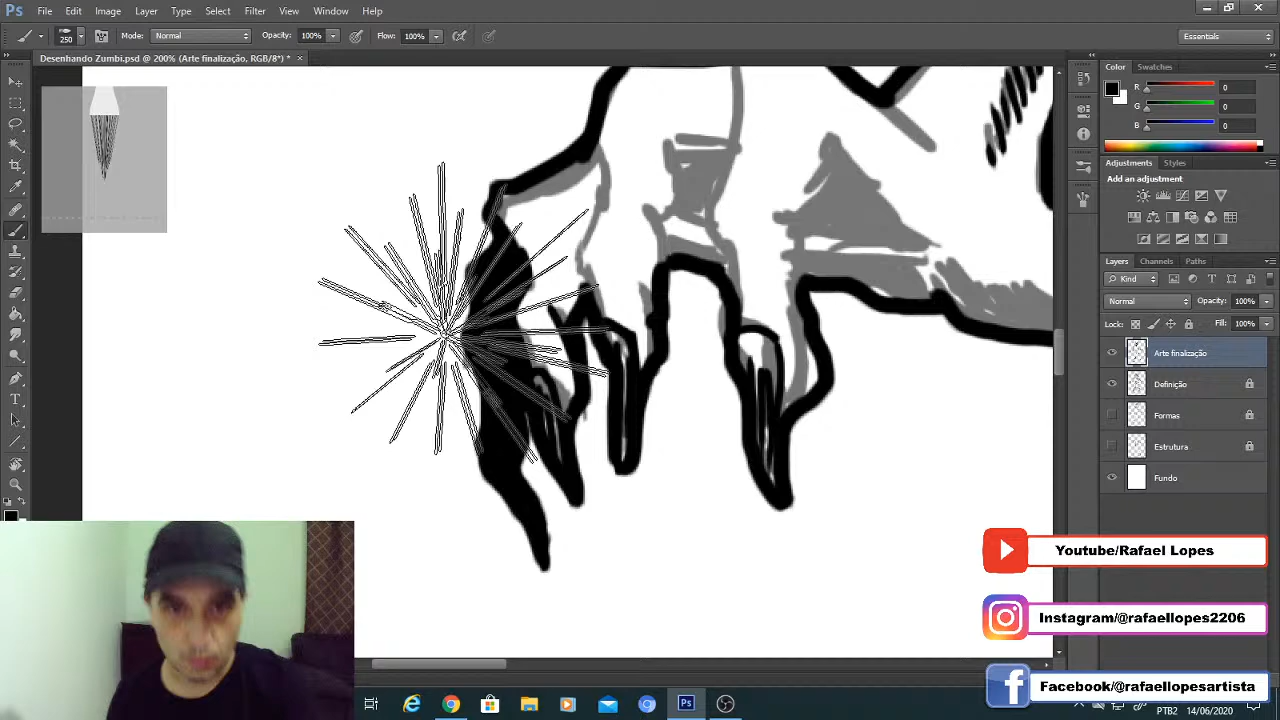 Ps File Edit Image Layer Type Select Filter View Window Help
250 Mode: Normal Opacity: 100% Flow: 100% Essentials
Desenhando Zumbi.psd @ 200% (Arte finalização, RGB/8*) * ×
Color Swatches
R 0
G 0
B 0
Adjustments Styles
Add an adjustment
Layers Channels Paths
Kind
Normal Opacity: 100%
Lock: Fill: 100%
Arte finalização
Definição
Formas
Estrutura
Fundo
Youtube/Rafael Lopes
Instagram/@rafaellopes2206
Facebook/@rafaellopesartista
PTB2 14/06/2020